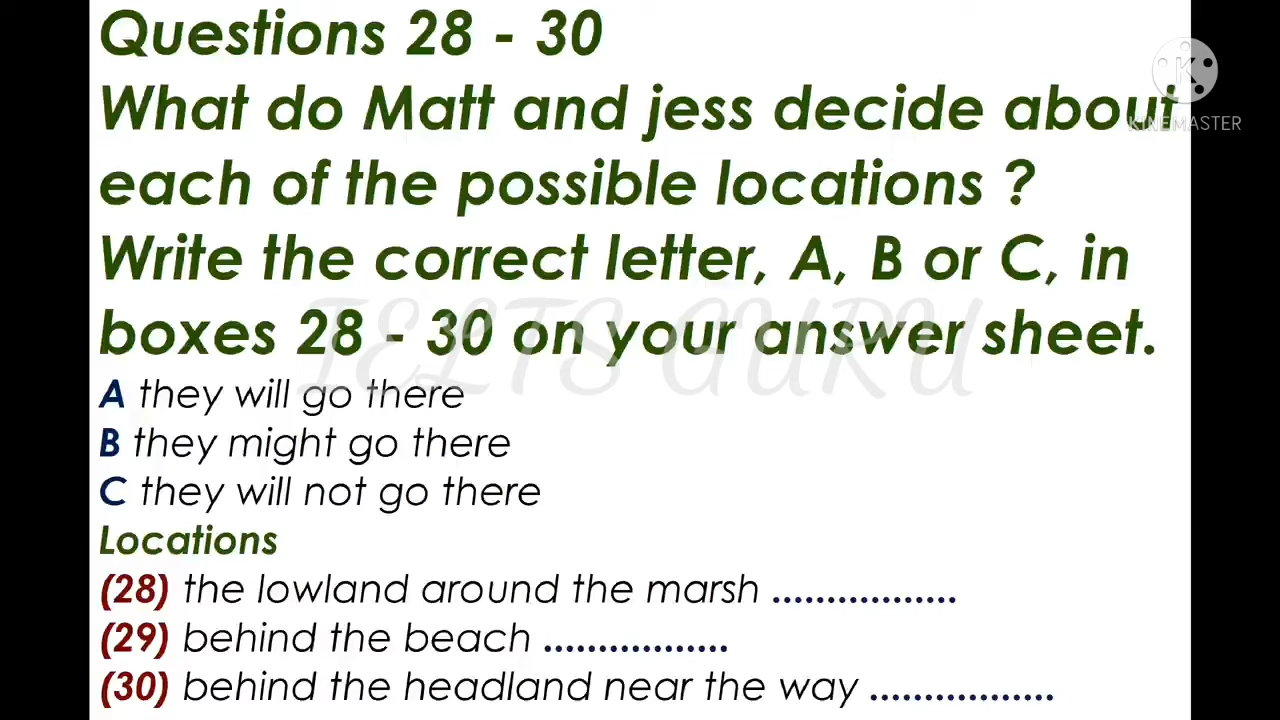 Questions 28 - 30
What do Matt and jess decide about
KINEMASTER
each of the possible locations ?
Write the correct letter, A, B or C, in
boxes 28 - 30 on your answer sheet.
IELTS GURU
A they will go there
B they might go there
C they will not go there
Locations
(28) the lowland around the marsh .................
(29) behind the beach .................
(30) behind the headland near the way .................